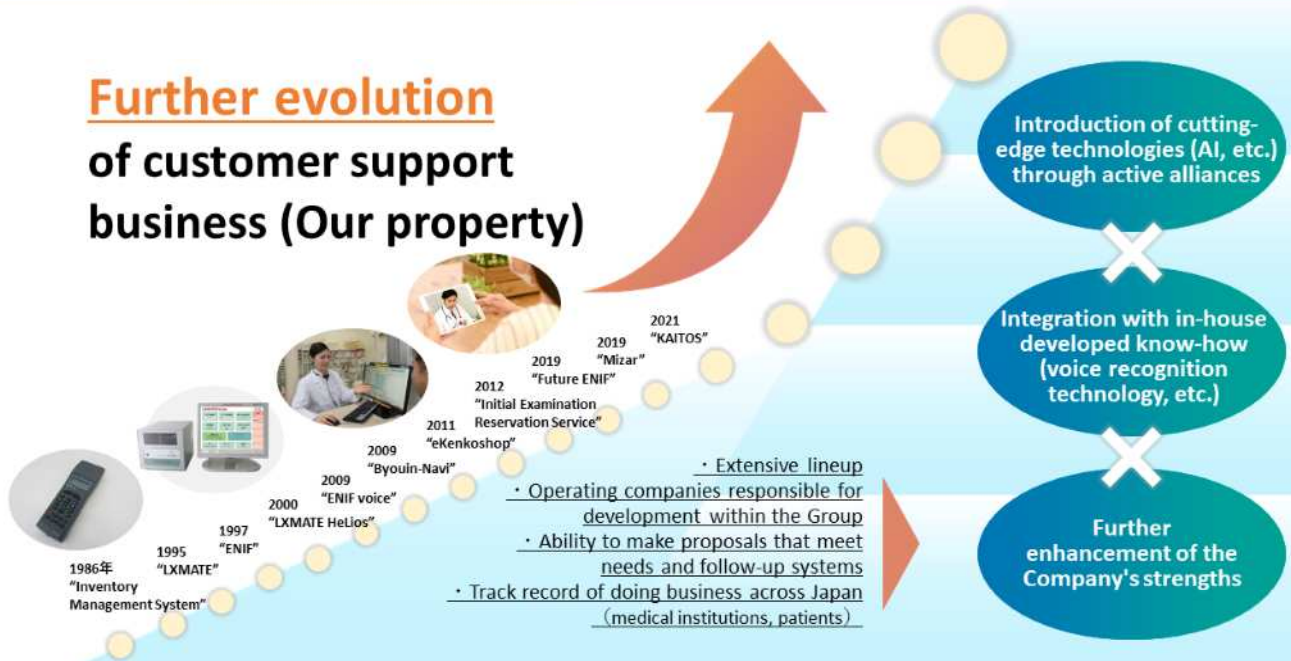 Further evolution
of customer support
business (Our property)
1986年
“Inventory
Management System”
1995
“LXMATE”
1997
“ENIF”
2000
“LXMATE HeLios”
2009
“ENIF voice”
2009
“Byouin-Navi”
2011
“eKenkoshop”
2012
“Initial Examination
Reservation Service”
2019
“Future ENIF”
2019
“Mizar”
2021
“KAITOS”
・Extensive lineup
・Operating companies responsible for
development within the Group
・Ability to make proposals that meet
needs and follow-up systems
・Track record of doing business across Japan
（medical institutions, patients）
Introduction of cutting-
edge technologies (AI, etc.)
through active alliances
Integration with in-house
developed know-how
(voice recognition
technology, etc.)
Further
enhancement of the
Company's strengths